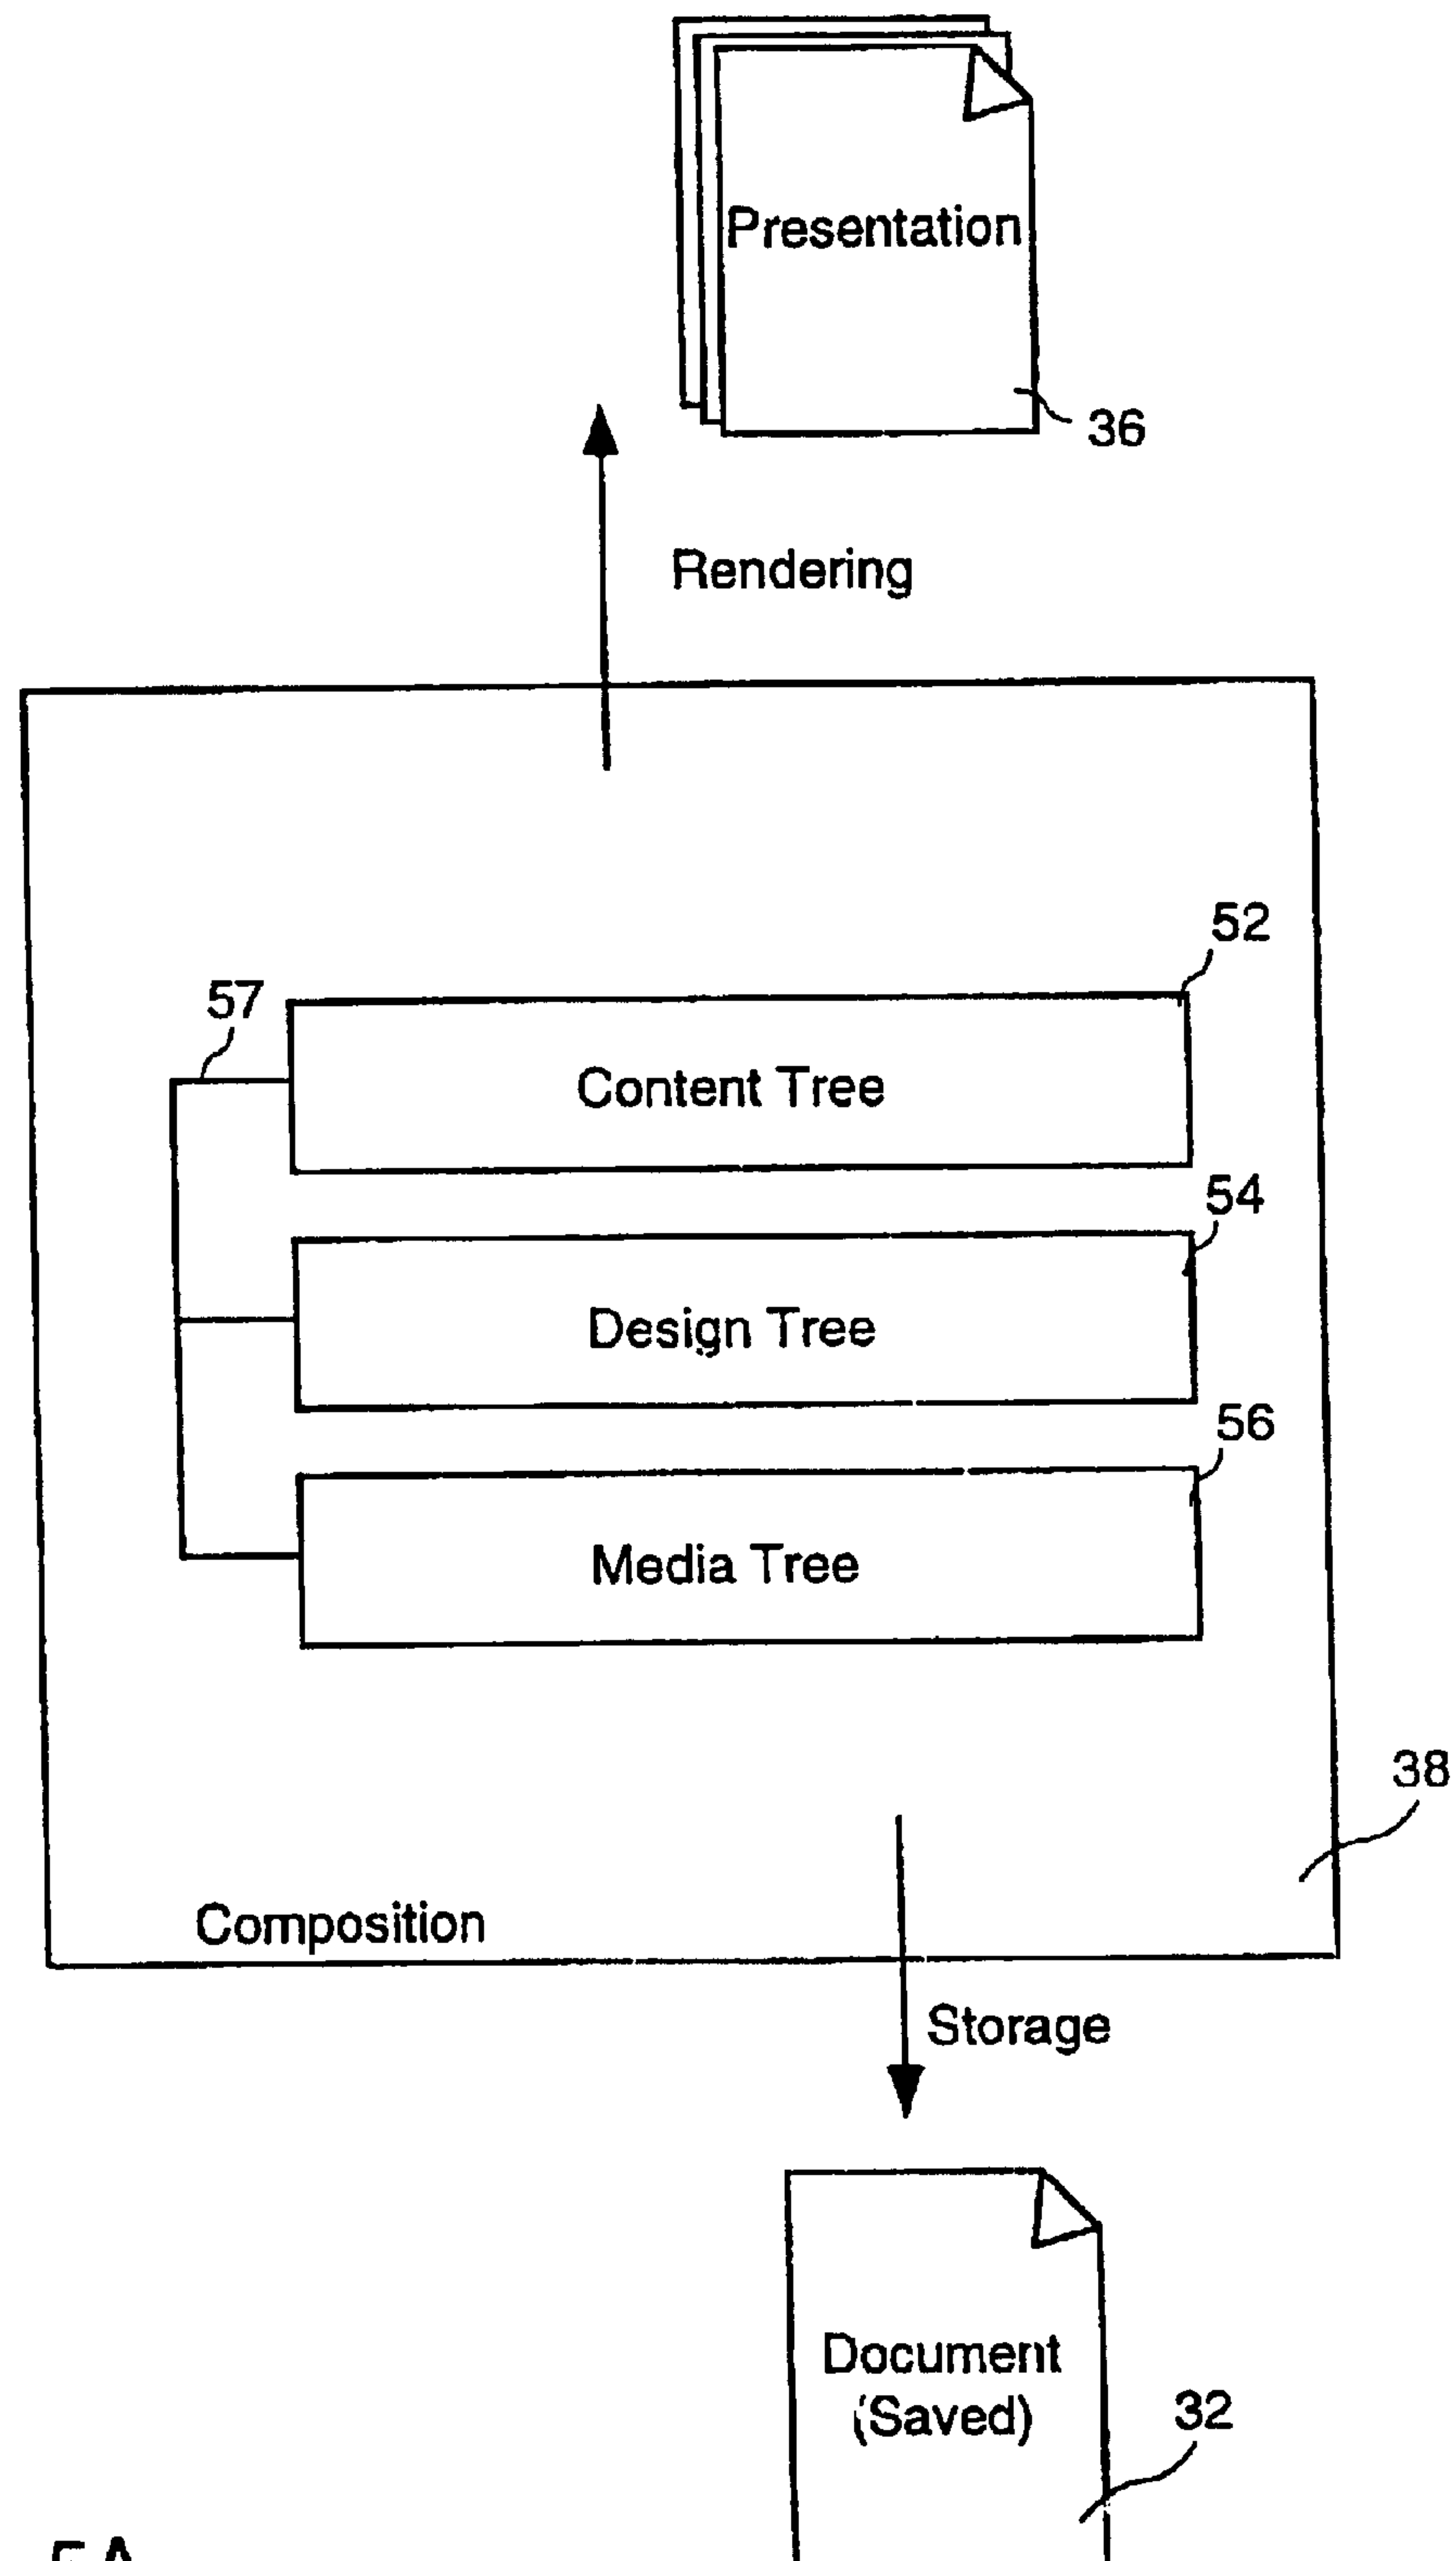 Presentation
36
Rendering
52
57
Content Tree
54
Design Tree
56
Media Tree
38
Composition
Storage
Document
(Saved)
32
5A